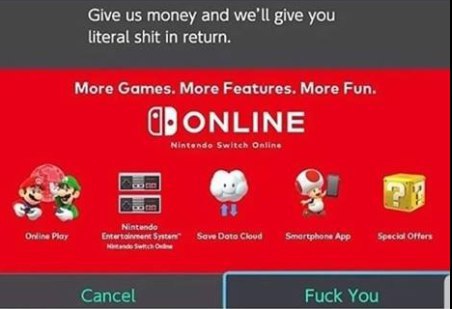 Give us money and we'll give you
literal shit in return.
More Games. More Features. More Fun.
ONLINE
Nintendo Switch Online
Online Play
Nintendo
Entertainment System™
Nintendo Switch Online
Save Data Cloud
Smartphone App
Special Offers
Cancel
Fuck You